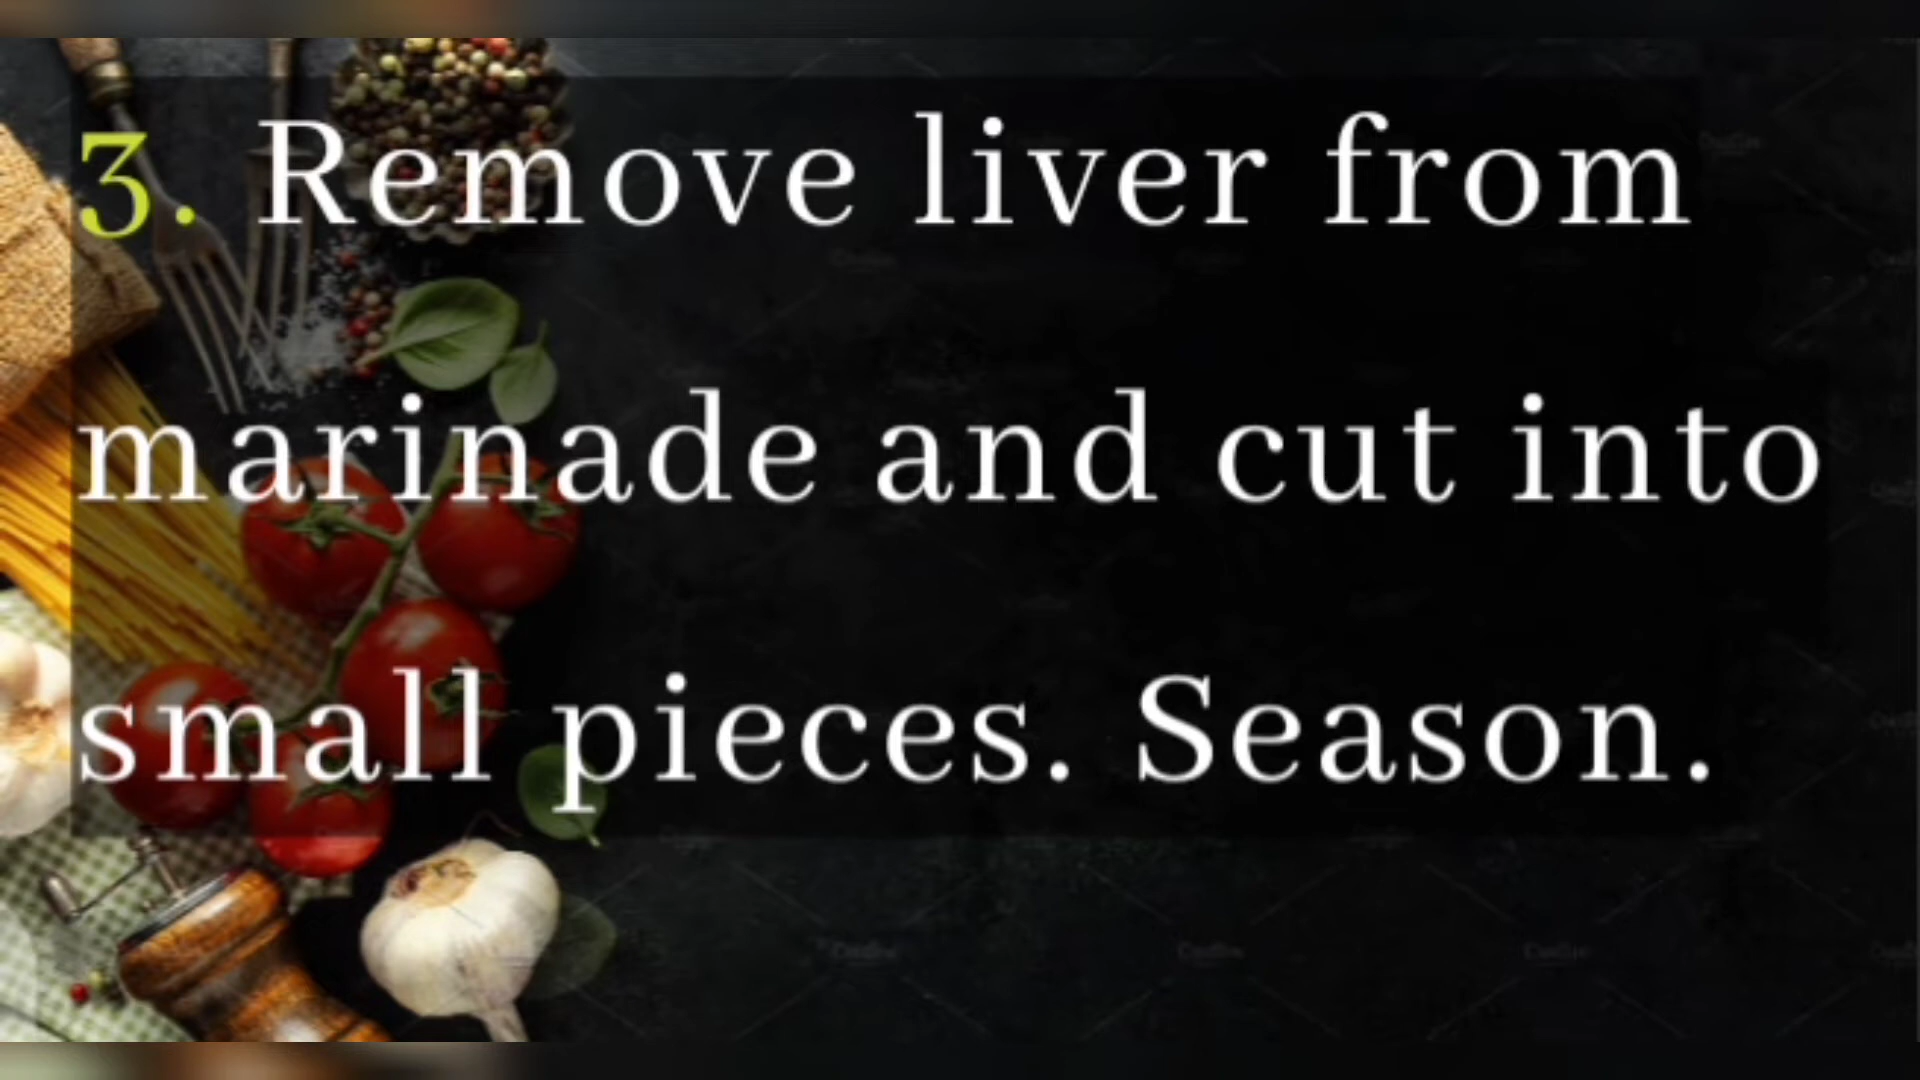 3. Remove liver from
marinade and cut into
small pieces. Season.